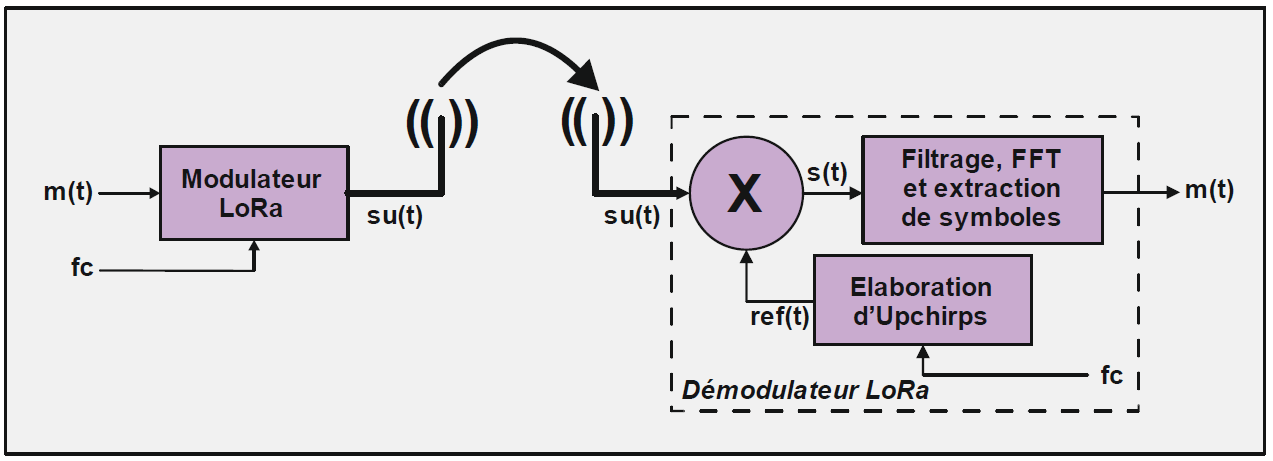 (( )) (( ))
m(t)
Modulateur
LoRa
su(t)
fc
su(t)
X
s(t)
Filtrage, FFT
et extraction
de symboles
m(t)
ref(t)
Elaboration
d'Upchirps
fc
Démodulateur LoRa